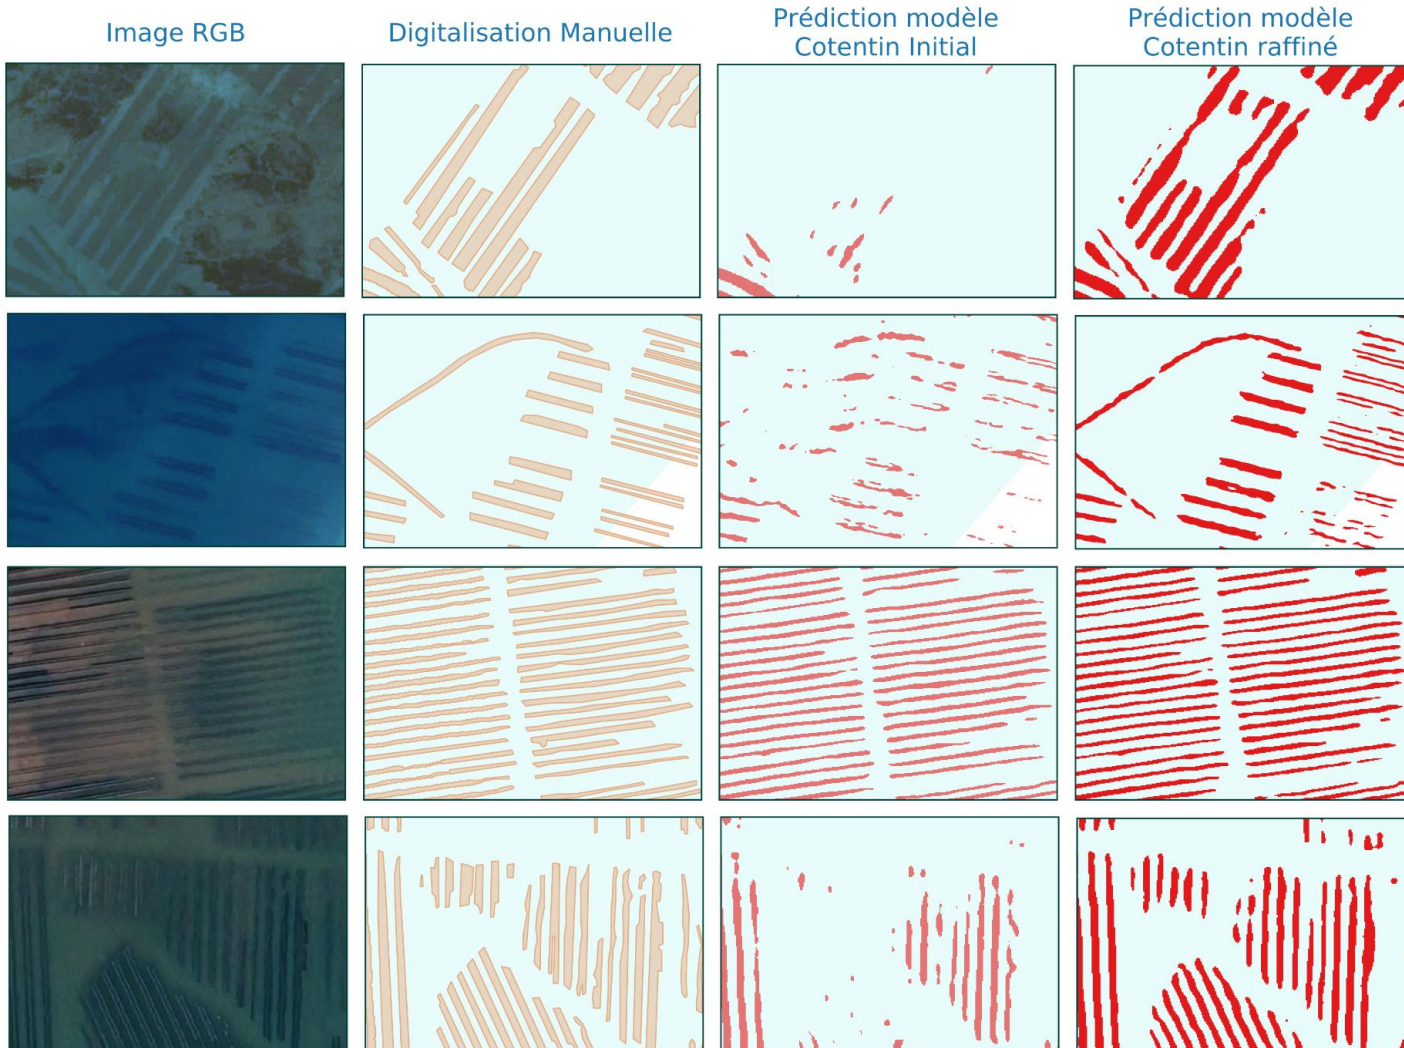 Image RGB
Digitalisation Manuelle
Prédiction modèle
Cotentin Initial
Prédiction modèle
Cotentin raffiné